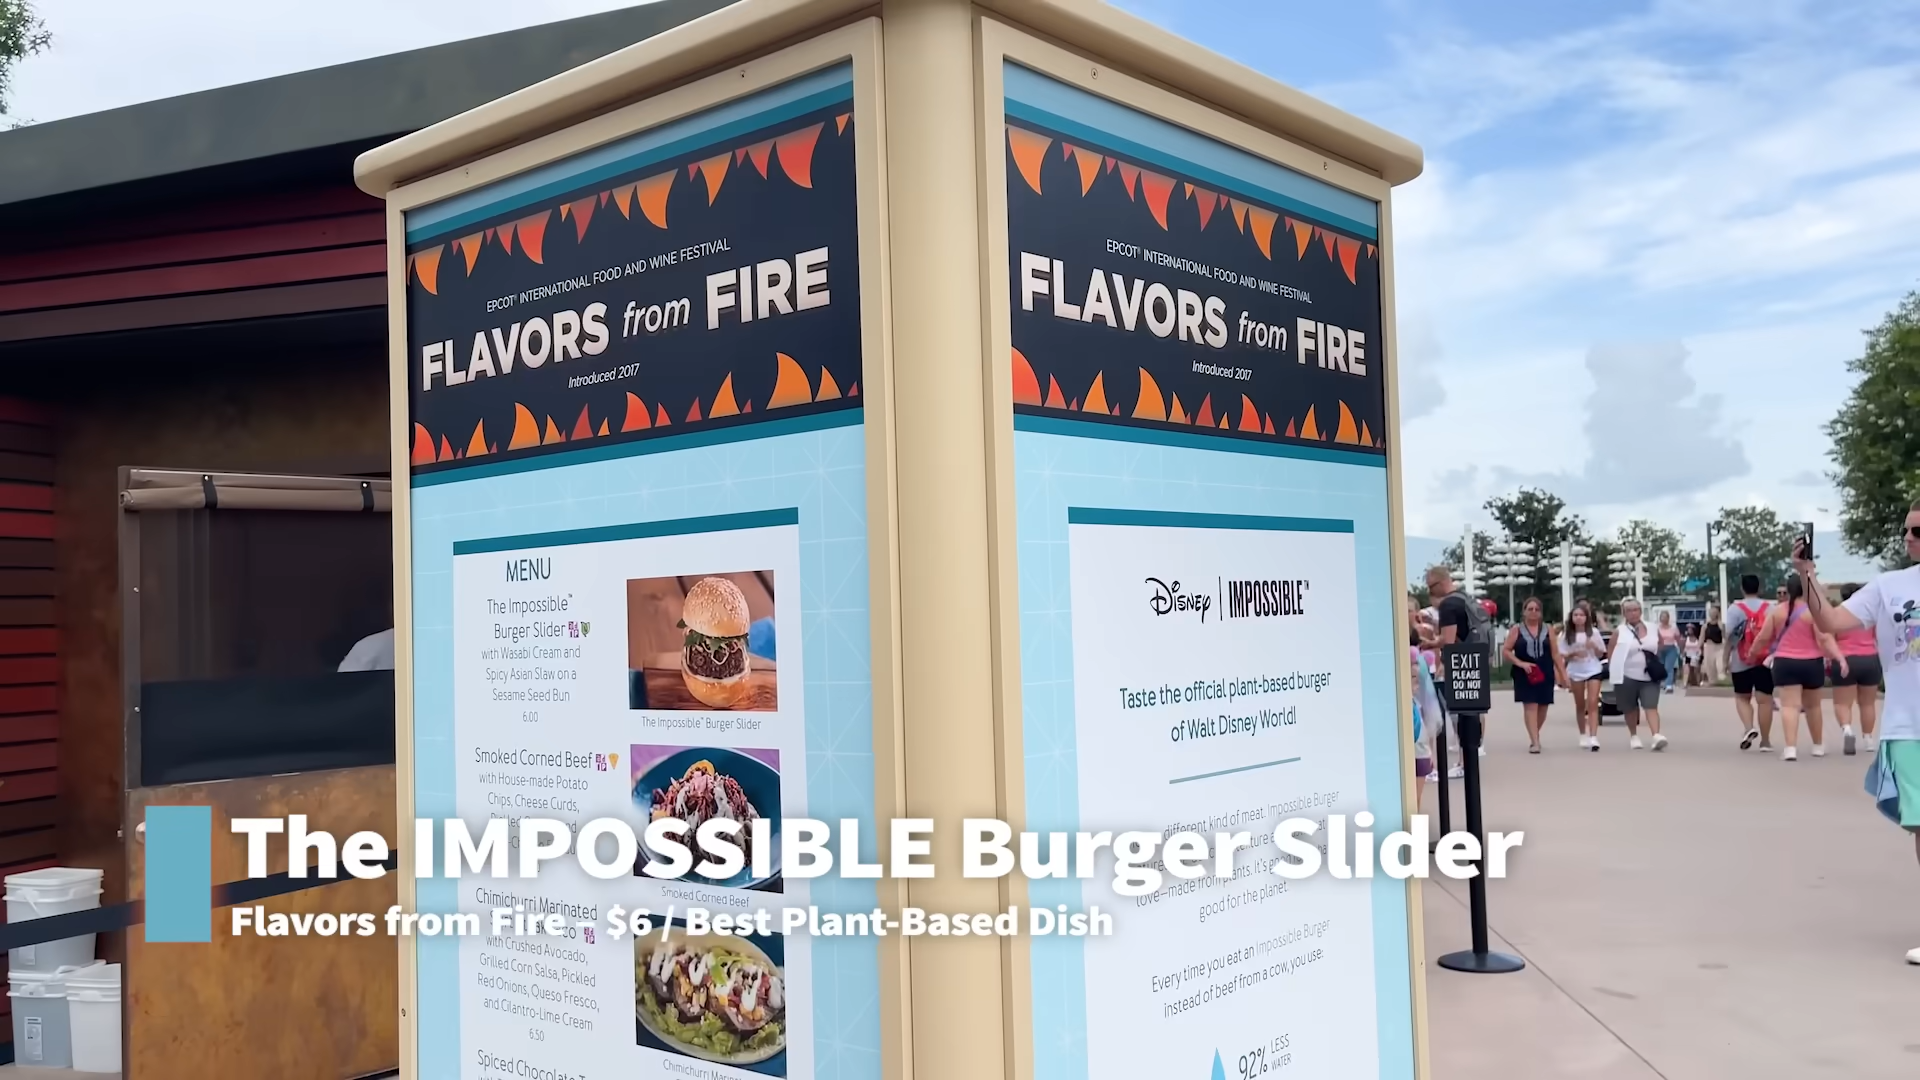 EPCOT® INTERNATIONAL FOOD AND WINE FESTIVAL
FLAVORS from FIRE
Introduced 2017
MENU
The Impossible™
Burger Slider
with Wasabi Cream and
Spicy Asian Slaw on a
Sesame Seed Bun
6.00
The Impossible™ Burger Slider
Smoked Corned Beef
with House-made Potato
Chips, Cheese Curds,
Smoked Corned Beef
Chimichurri Marinated
with Crushed Avocado,
Grilled Corn Salsa, Pickled
Red Onions, Queso Fresco,
and Cilantro-Lime Cream
6.50
Spiced Chocolate
EPCOT® INTERNATIONAL FOOD AND WINE FESTIVAL
FLAVORS from FIRE
Introduced 2017
Disney | IMPOSSIBLE™
Taste the official plant-based burger
of Walt Disney World!
different kind of meat. Impossible Burger
love—made from plants. It's
good for the planet.
Every time you eat an Impossible Burger
instead of beef from a cow, you use:
92% LESS
WATER
EXIT
PLEASE
DO NOT
ENTER
The IMPOSSIBLE Burger Slider
Flavors from Fire - $6 / Best Plant-Based Dish